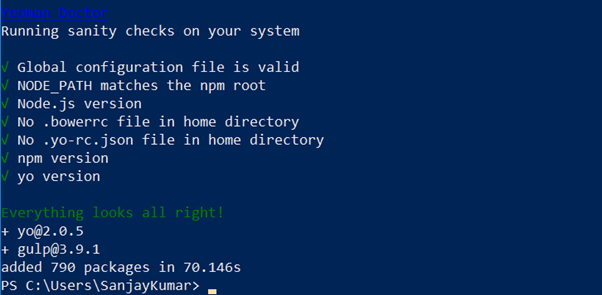 Yeoman Doctor
Running sanity checks on your system
√ Global configuration file is valid
√ NODE_PATH matches the npm root
√ Node.js version
√ No .bowerrc file in home directory
√ No .yo-rc.json file in home directory
√ npm version
√ yo version
Everything looks all right!
+ yo@2.0.5
+ gulp@3.9.1
added 790 packages in 70.146s
PS C:\Users\SanjayKumar> _